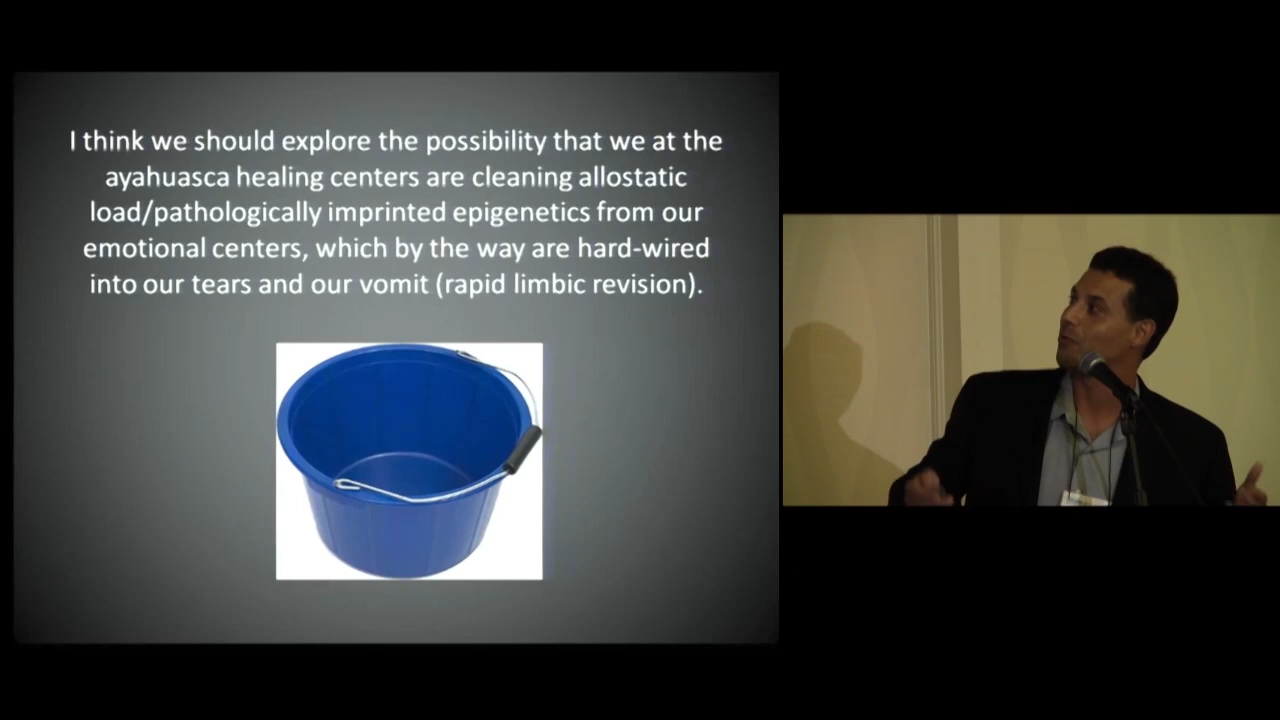 I think we should explore the possibility that we at the
ayahuasca healing centers are cleaning allostatic
load/pathologically imprinted epigenetics from our
emotional centers, which by the way are hard-wired
into our tears and our vomit (rapid limbic revision).